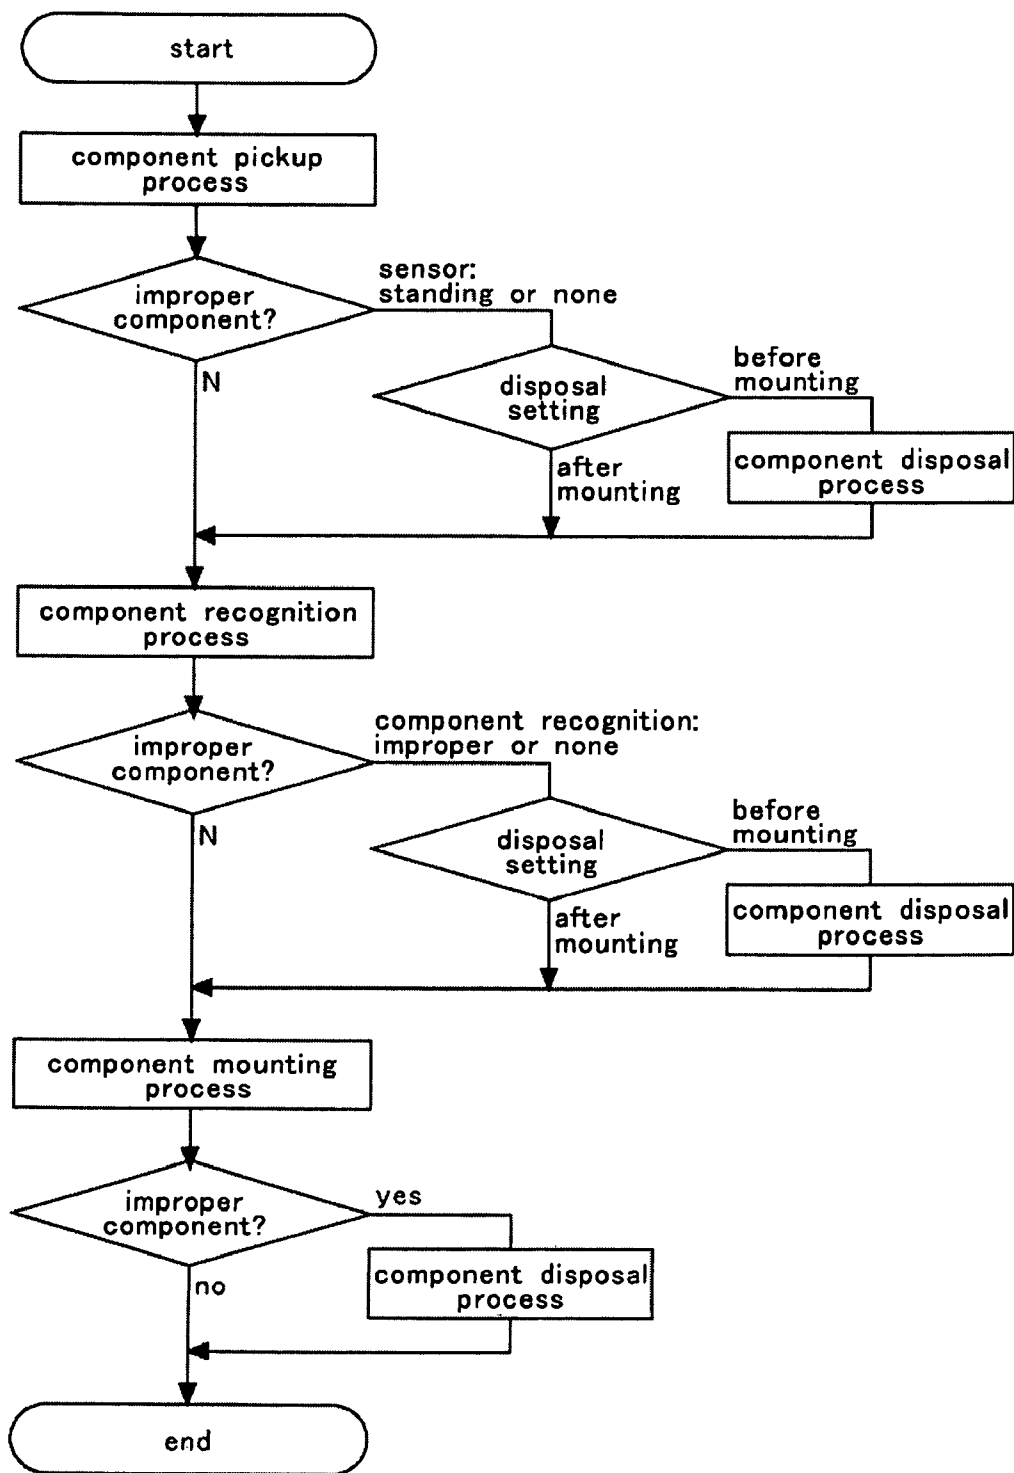 start
component pickup
process
improper
component?
sensor:
standing or none
N
disposal
setting
before
mounting
component disposal
process
after
mounting
component recognition
process
improper
component?
component recognition:
improper or none
N
disposal
setting
before
mounting
component disposal
process
after
mounting
component mounting
process
improper
component?
yes
no
component disposal
process
end